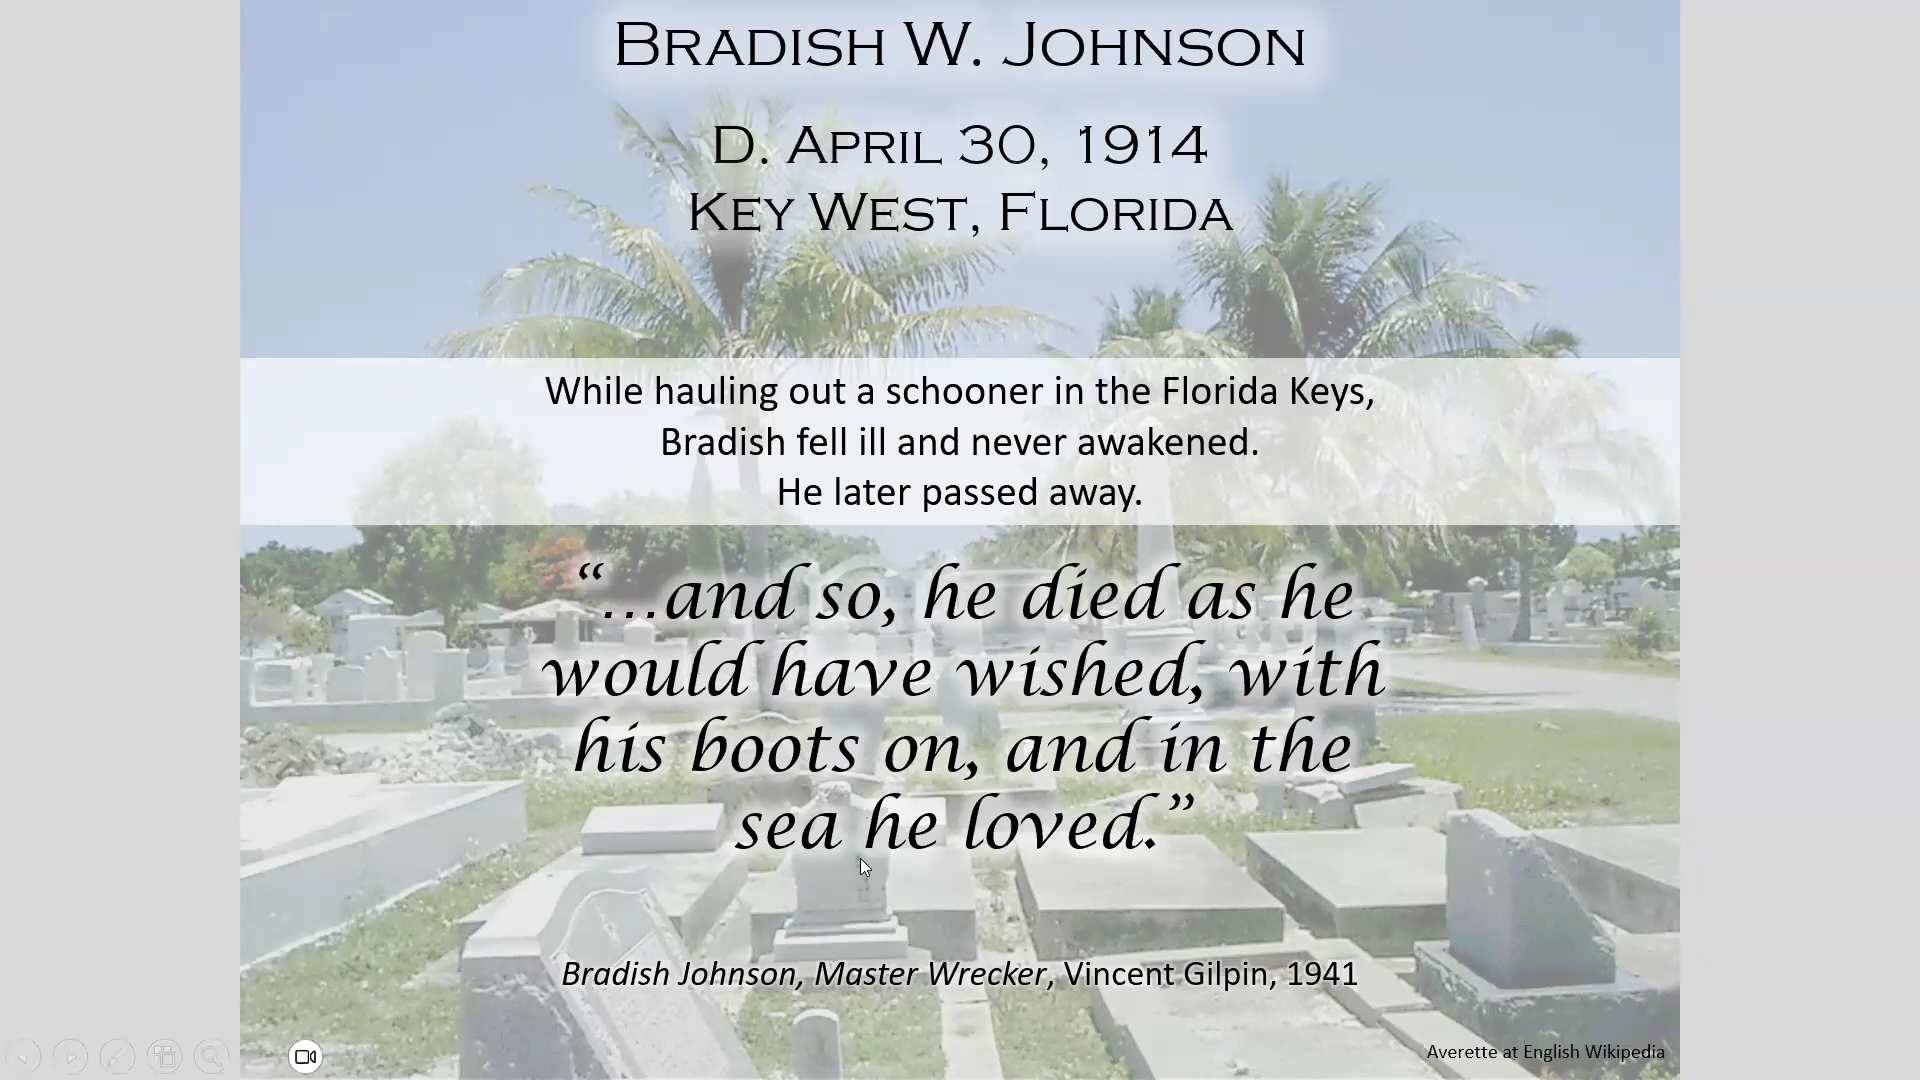 Bradish W. Johnson
D. April 30, 1914
Key West, Florida
While hauling out a schooner in the Florida Keys,
Bradish fell ill and never awakened.
He later passed away.
“…and so, he died as he
would have wished, with
his boots on, and in the
sea he loved.”
Bradish Johnson, Master Wrecker, Vincent Gilpin, 1941
Averette at English Wikipedia